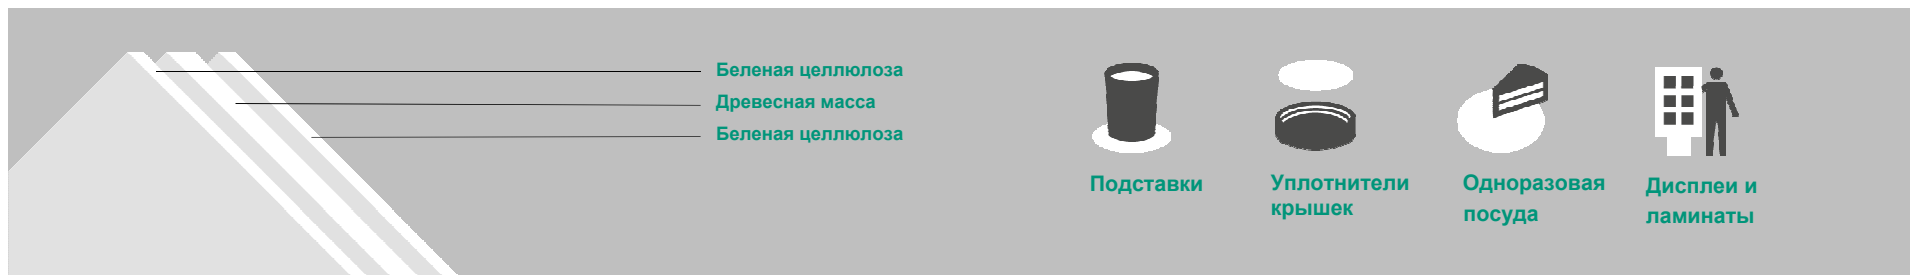 Беленая целлюлоза
Древесная масса
Беленая целлюлоза
Подставки
Уплотнители
крышек
Одноразовая
посуда
Дисплеи и
ламинаты